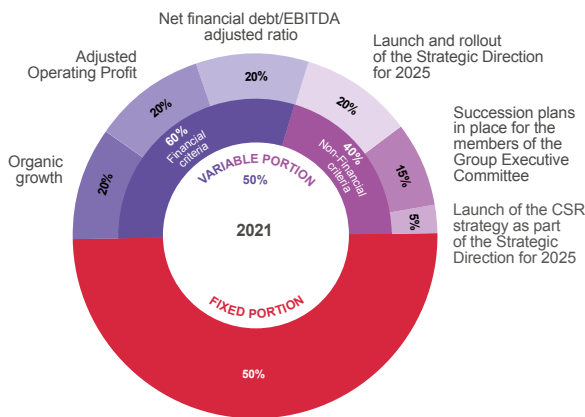 Net financial debt/EBITDA
adjusted ratio
Adjusted
Operating Profit
Launch and rollout
of the Strategic Direction
for 2025
Organic
growth
Succession plans
in place for the
members of the
Group Executive
Committee
Launch of the CSR
strategy as part
of the Strategic
Direction for 2025
20%
20%
20%
20%
15%
5%
60%
Financial
criteria
40%
Non-Financial
criteria
VARIABLE PORTION
50%
2021
FIXED PORTION
50%